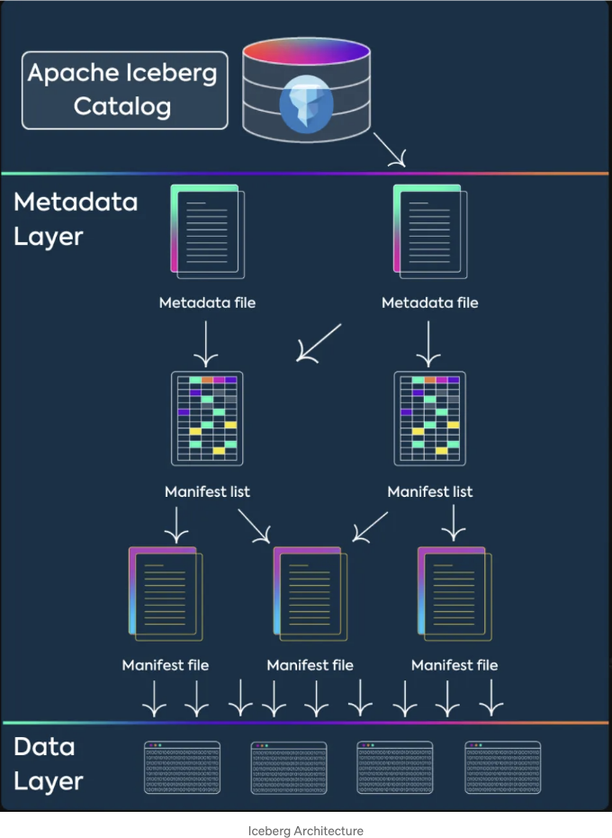 Apache Iceberg
Catalog
Metadata
Layer
Metadata file
Metadata file
Manifest list
Manifest list
Manifest file
Manifest file
Manifest file
Data
Layer
Iceberg Architecture